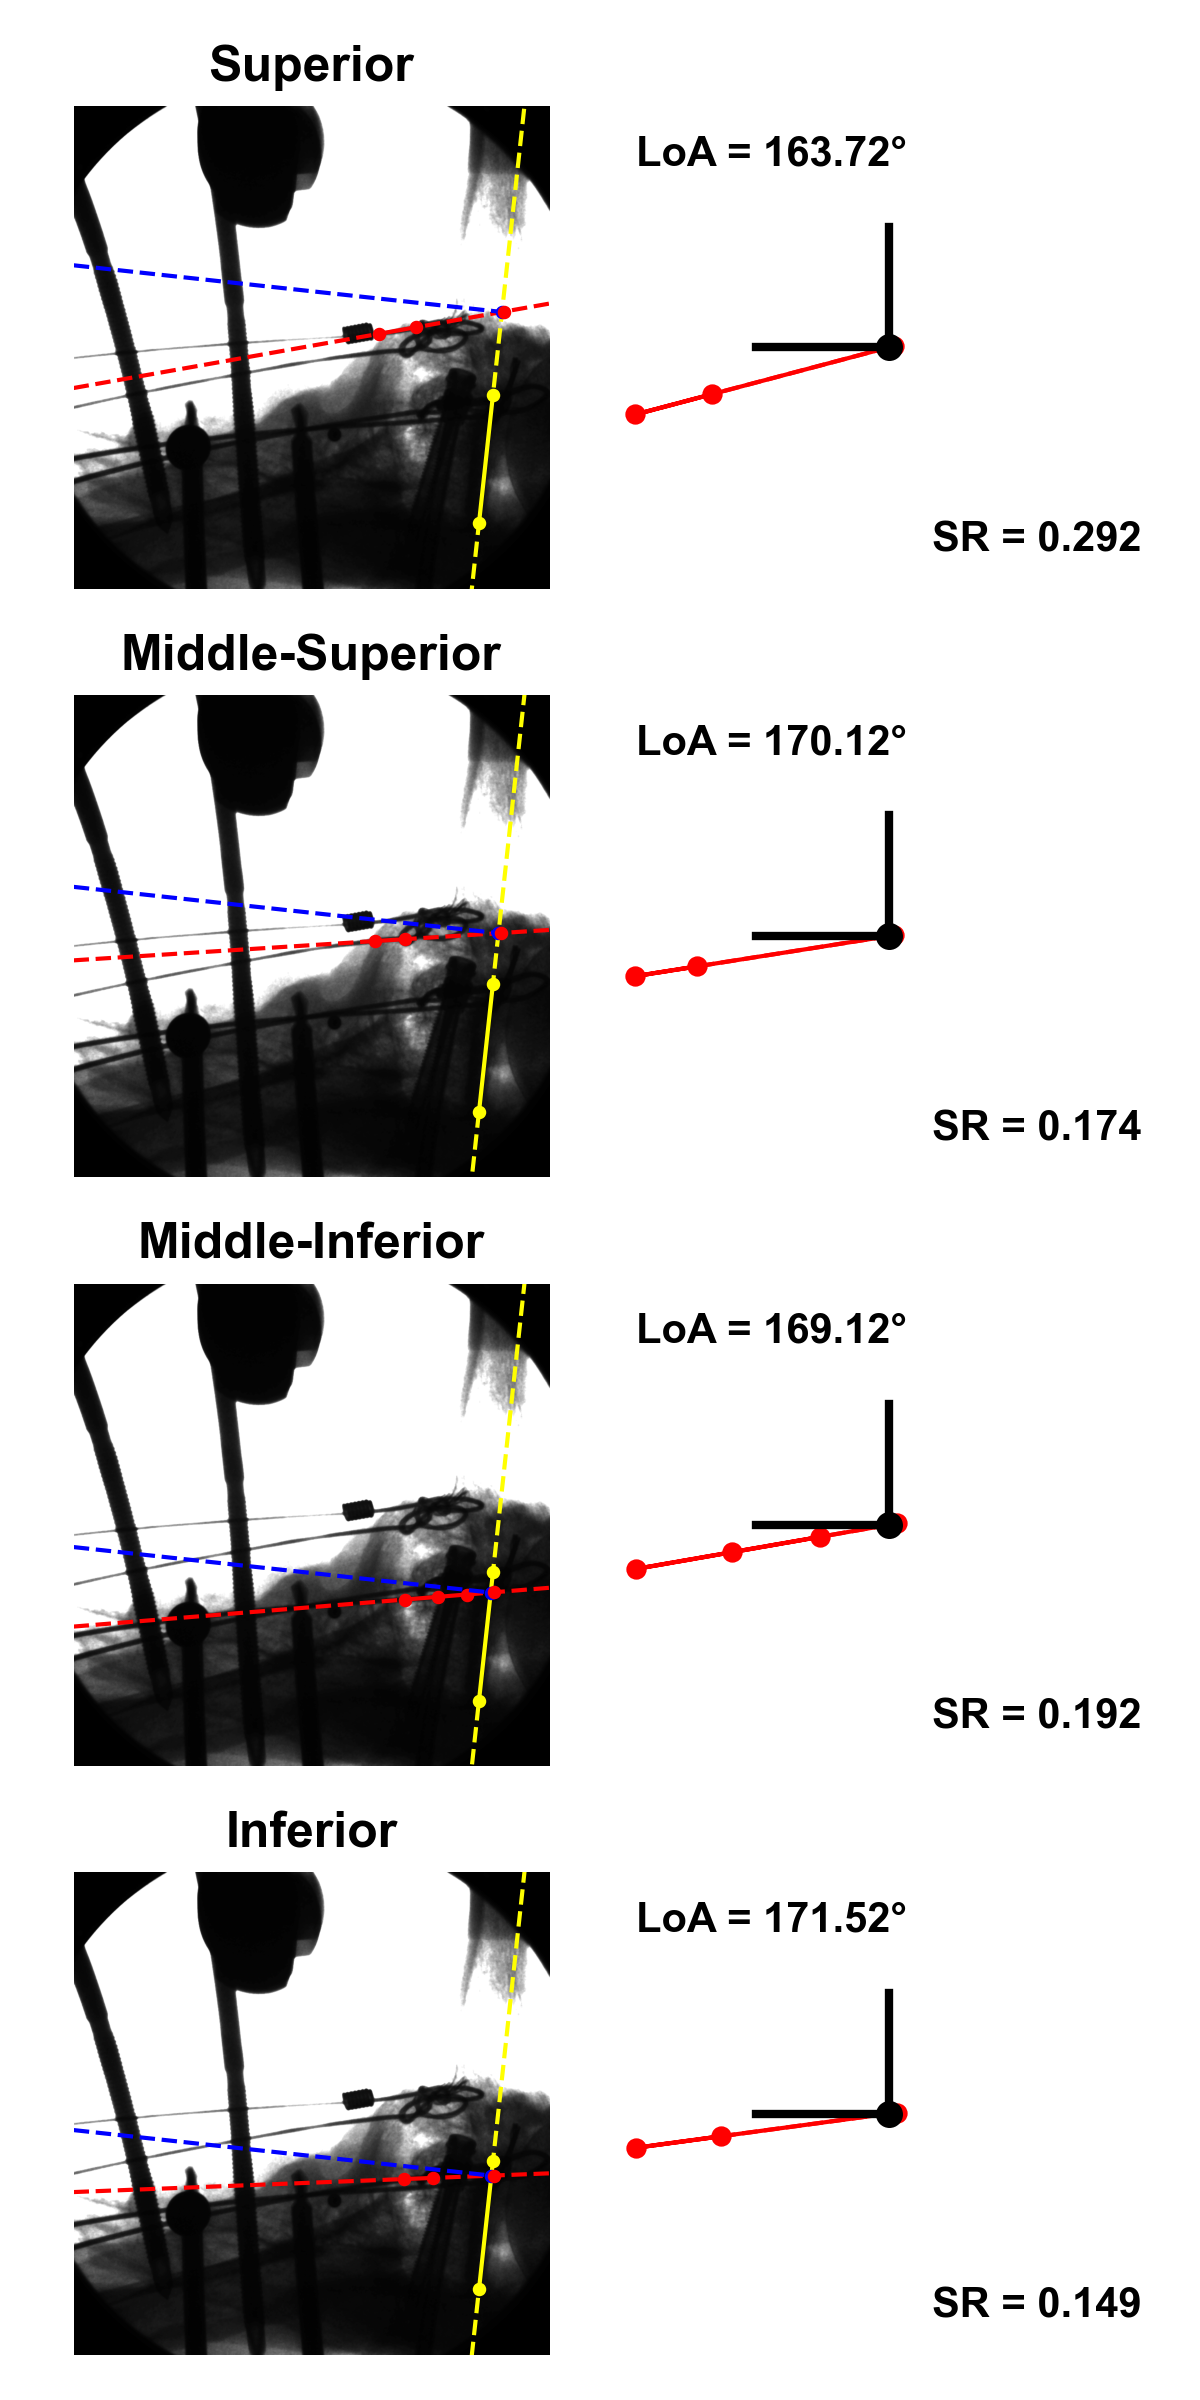 Superior
LoA = 163.72°
SR = 0.292
Middle-Superior
LoA = 170.12°
SR = 0.174
Middle-Inferior
LoA = 169.12°
SR = 0.192
Inferior
LoA = 171.52°
SR = 0.149